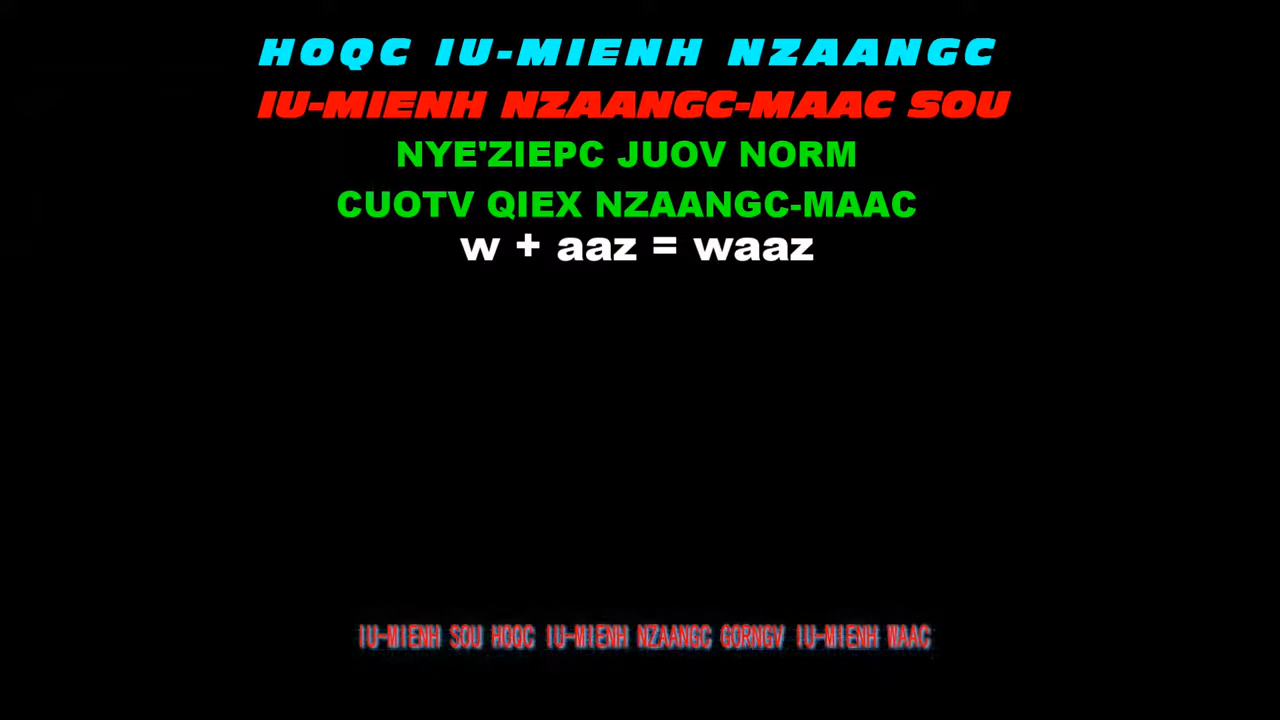 HOQC IU-MIENH NZAANGC
IU-MIENH NZAANGC-MAAC SOU
NYE'ZIEPC JUOV NORM
CUOTV QIEX NZAANGC-MAAC
w + aaz = waaz
IU-MIENH SOU HOQC IU-MIENH NZAANGC GORNGV IU-MIENH WAAC